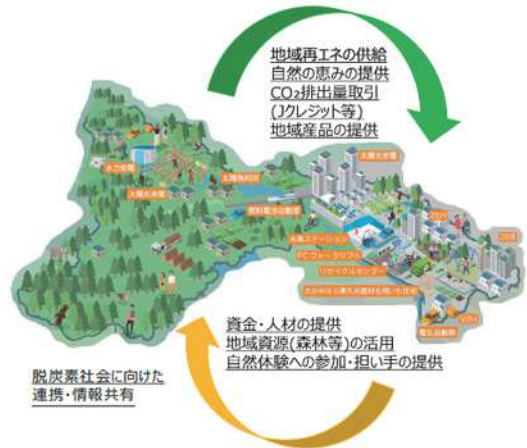 地域再エネの供給
自然の恵みの提供
CO₂排出量取引
(Jクレジット等)
地域産品の提供
太陽光発電
水力発電
太陽熱利用
太陽光発電
燃料電池自動車
ZEH
ZEB
水素ステーション
FCフォークリフト
リサイクルセンター
V2H
電気自動車
資金・人材の提供
地域資源(森林等)の活用
自然体験への参加・担い手の提供
脱炭素社会に向けた
連携・情報共有